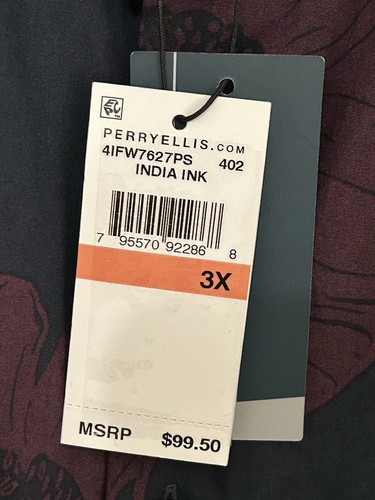 PERRYELLIS.COM
4IFW7627PS 402
INDIA INK
7 95570 92286 8
3X
MSRP $99.50